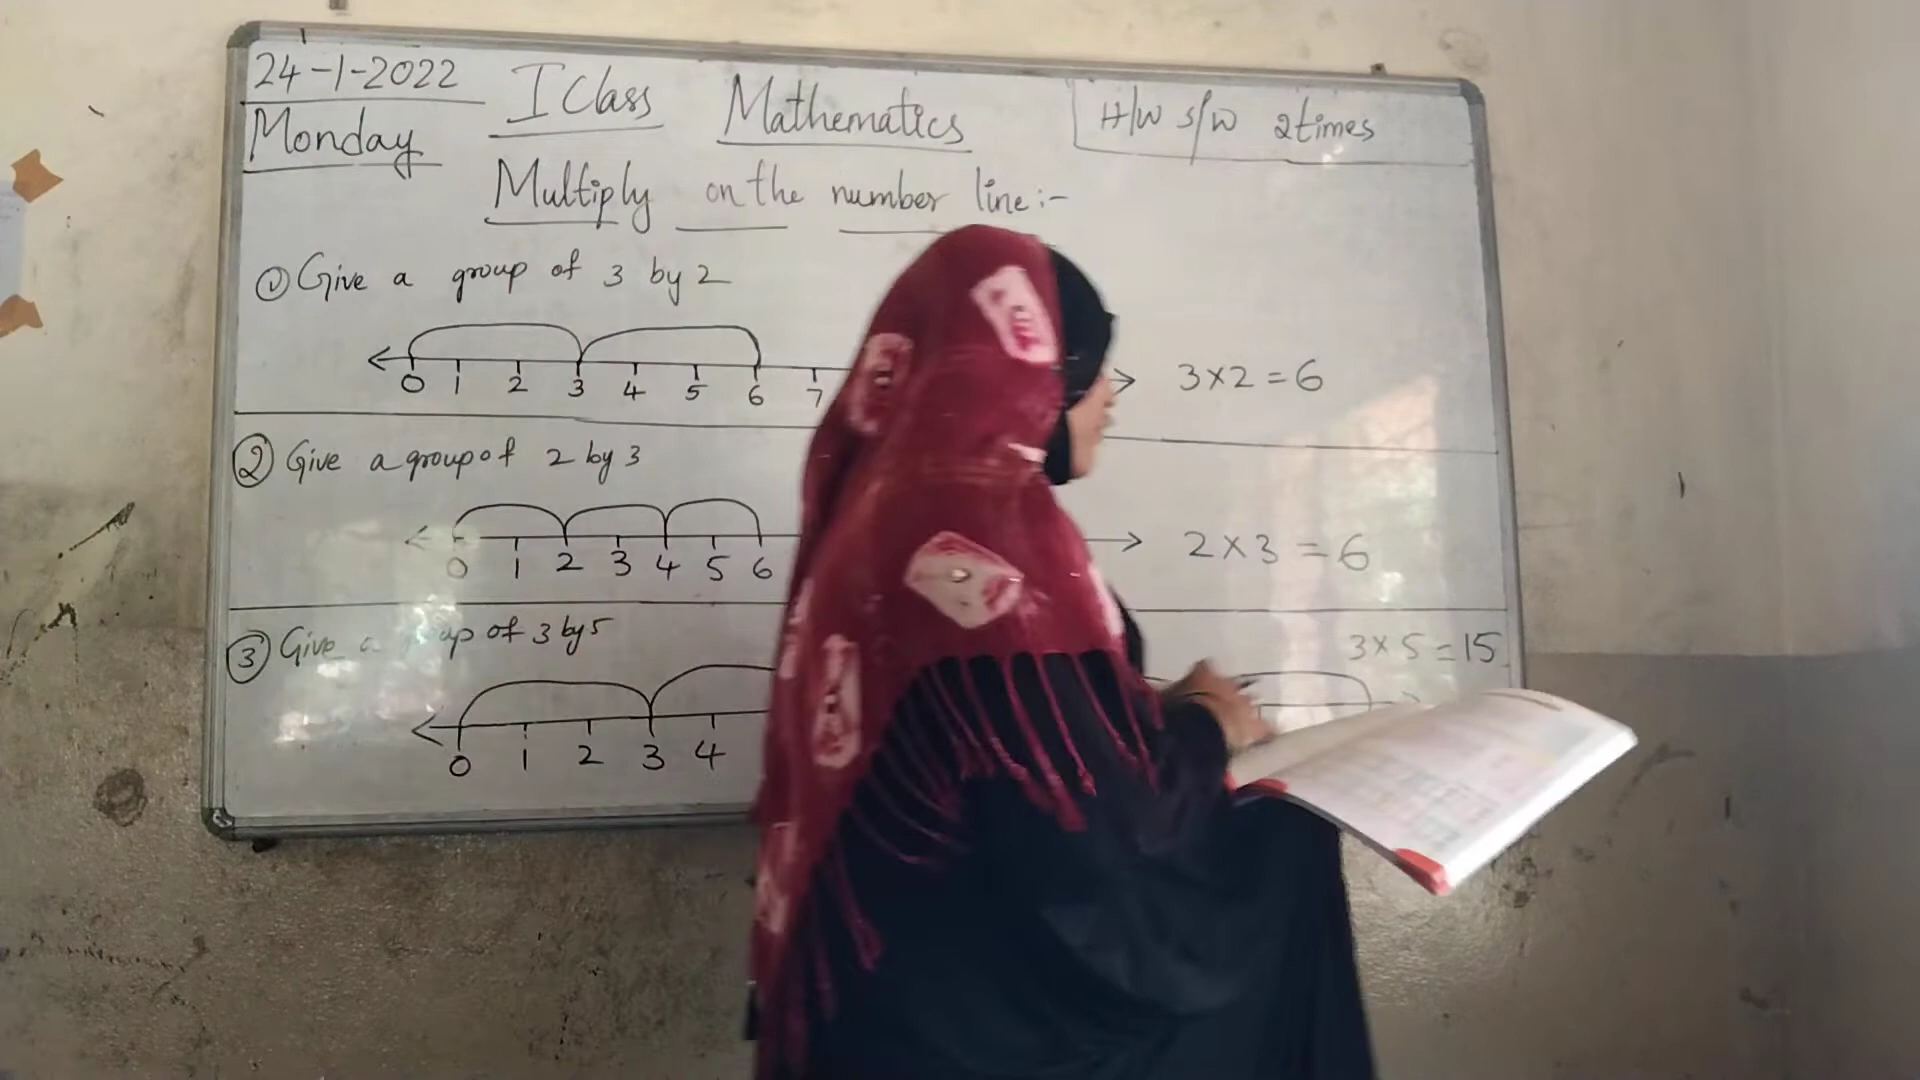 24-1-2022
Monday
I Class Mathematics
H/W S/W 2times
Multiply on the number line:-
① Give a group of 3 by 2
0 1 2 3 4 5 6 7
3×2=6
② Give a group of 2 by 3
0 1 2 3 4 5 6
2×3=6
③ Give a group of 3 by 5
3×5=15
0 1 2 3 4